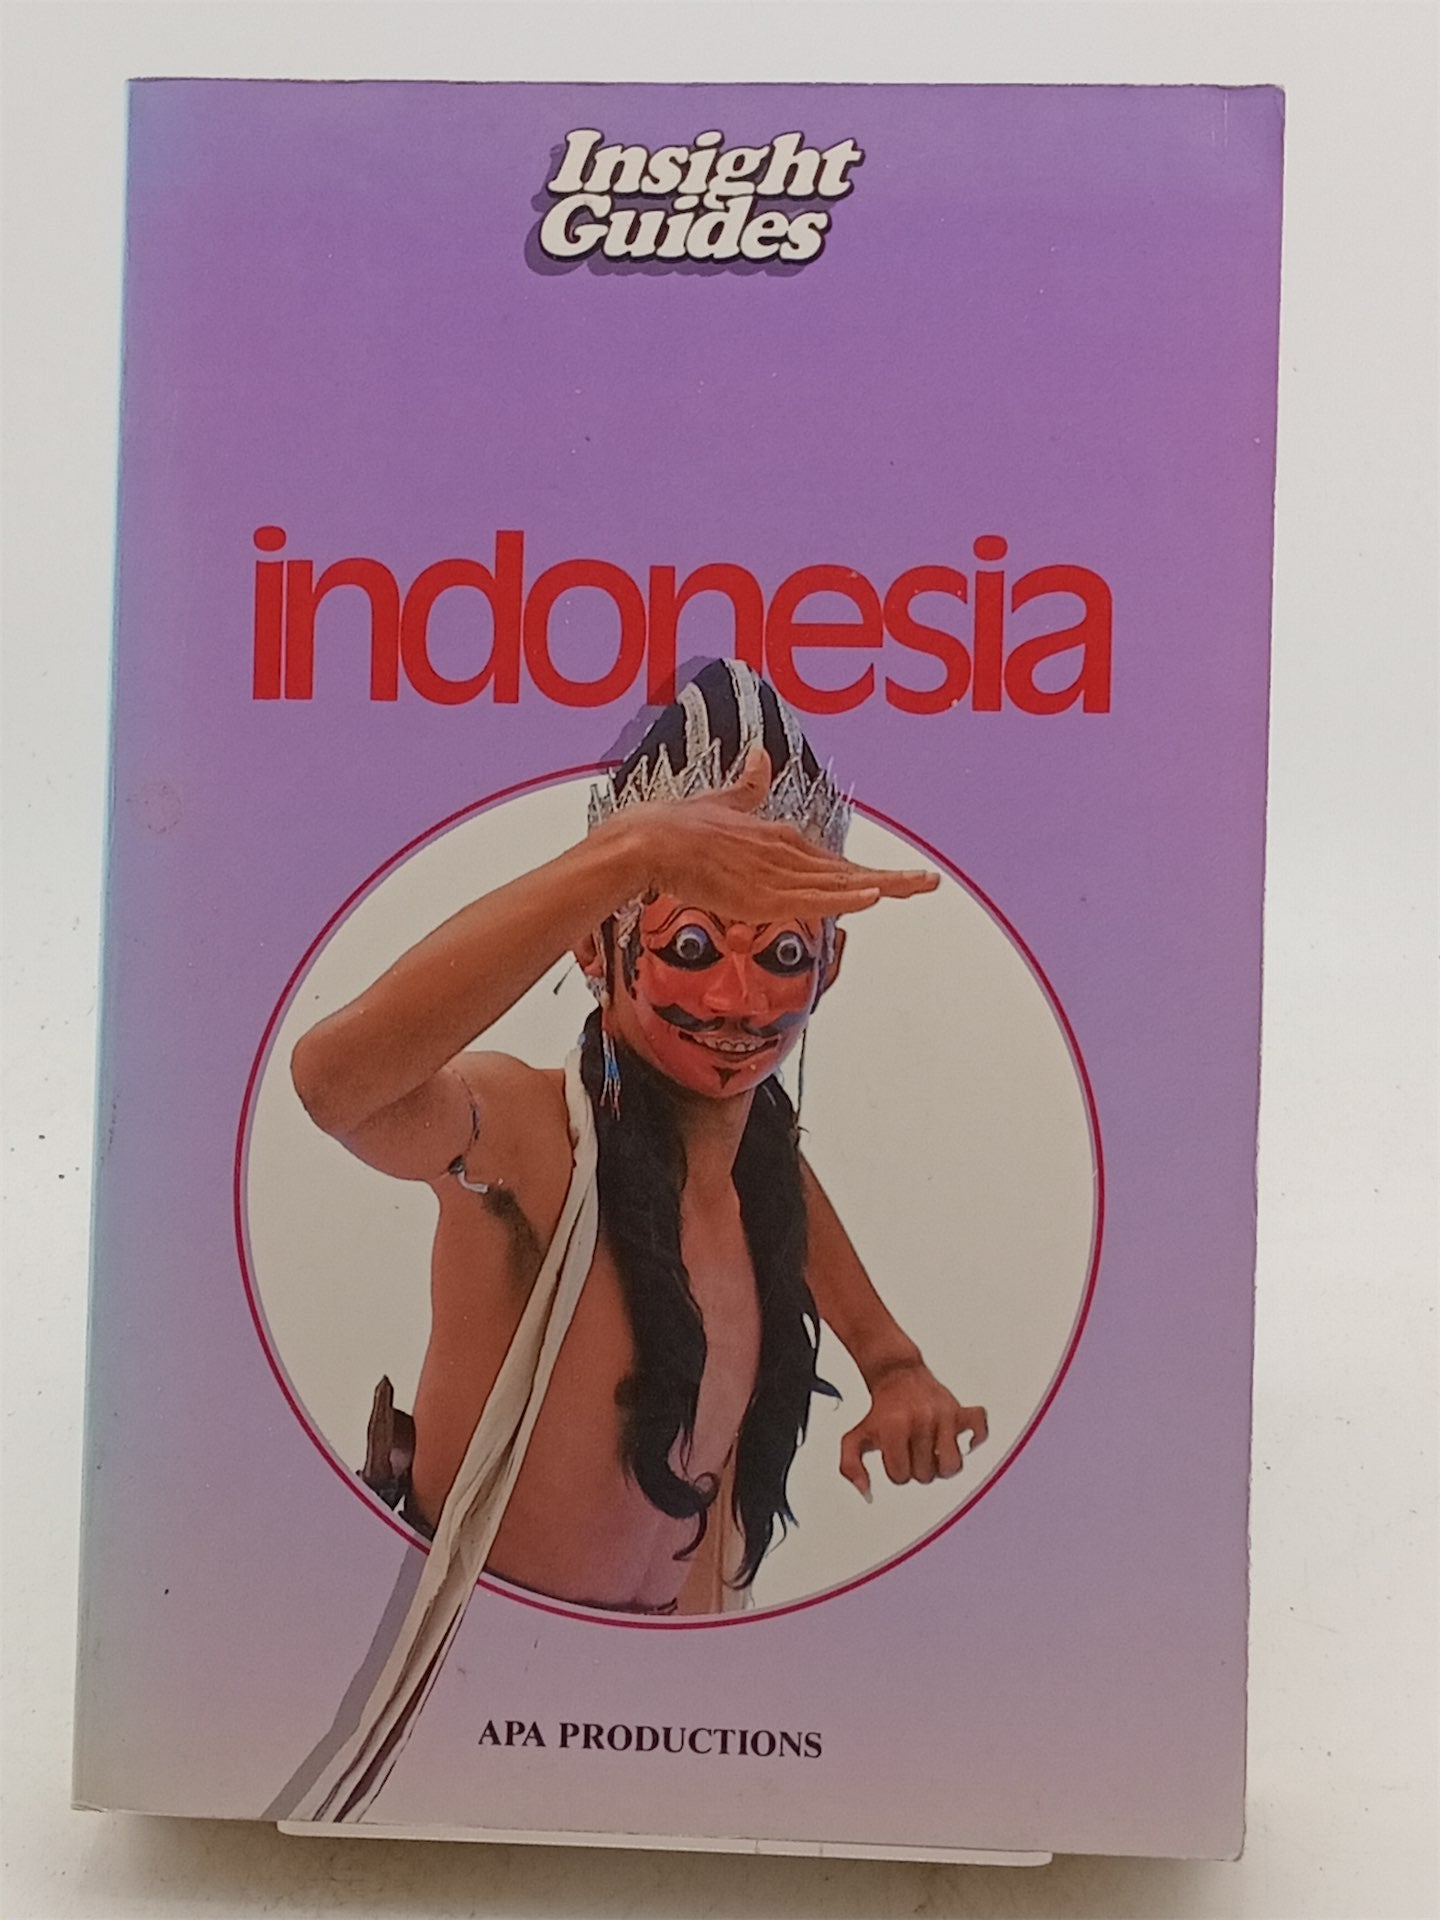 Insight
Guides
indonesia
APA PRODUCTIONS